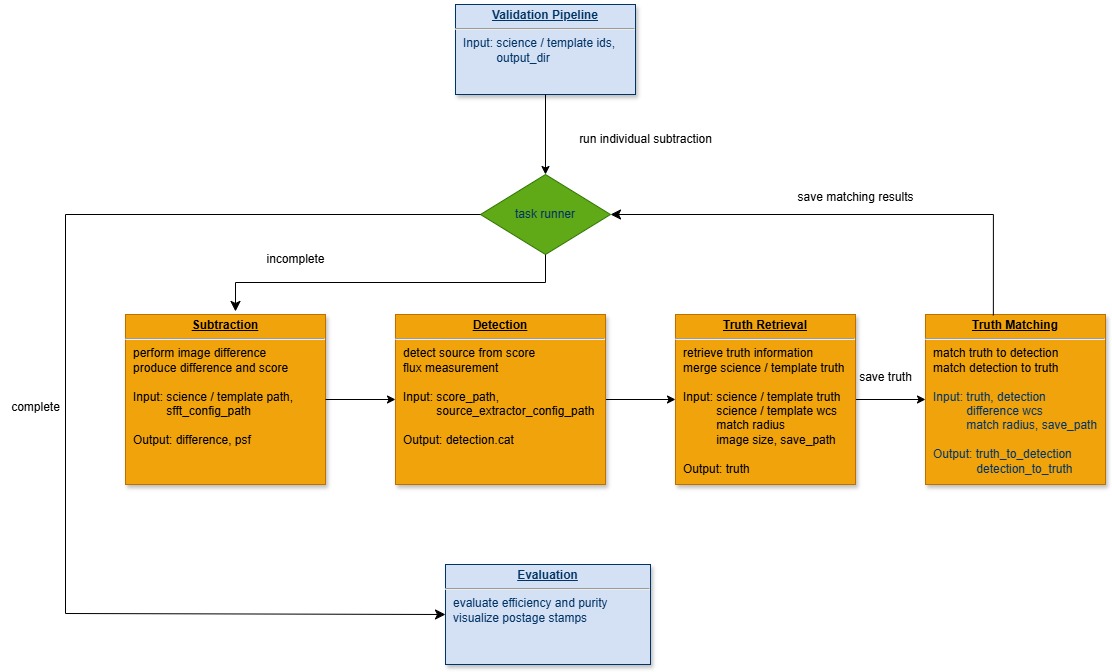 Validation Pipeline
Input: science / template ids,
output_dir
run individual subtraction
save matching results
task runner
incomplete
complete
Subtraction
perform image difference
produce difference and score
Input: science / template path,
sfft_config_path
Output: difference, psf
Detection
detect source from score
flux measurement
Input: score_path,
source_extractor_config_path
Output: detection.cat
Truth Retrieval
retrieve truth information
merge science / template truth
Input: science / template truth
science / template wcs
match radius
image size, save_path
Output: truth
save truth
Truth Matching
match truth to detection
match detection to truth
Input: truth, detection
difference wcs
match radius, save_path
Output: truth_to_detection
detection_to_truth
Evaluation
evaluate efficiency and purity
visualize postage stamps